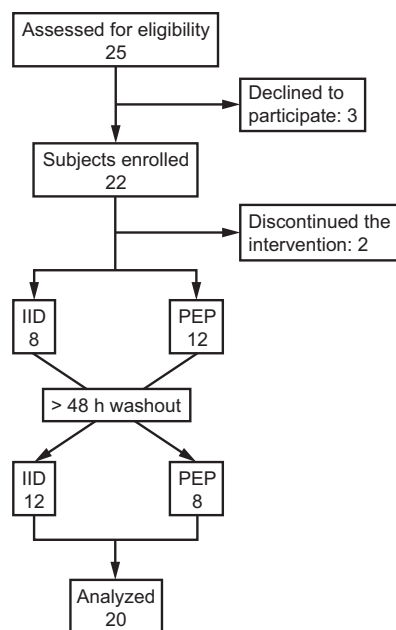 Assessed for eligibility
25
Declined to
participate: 3
Subjects enrolled
22
Discontinued the
intervention: 2
IID
8
PEP
12
> 48 h washout
IID
12
PEP
8
Analyzed
20